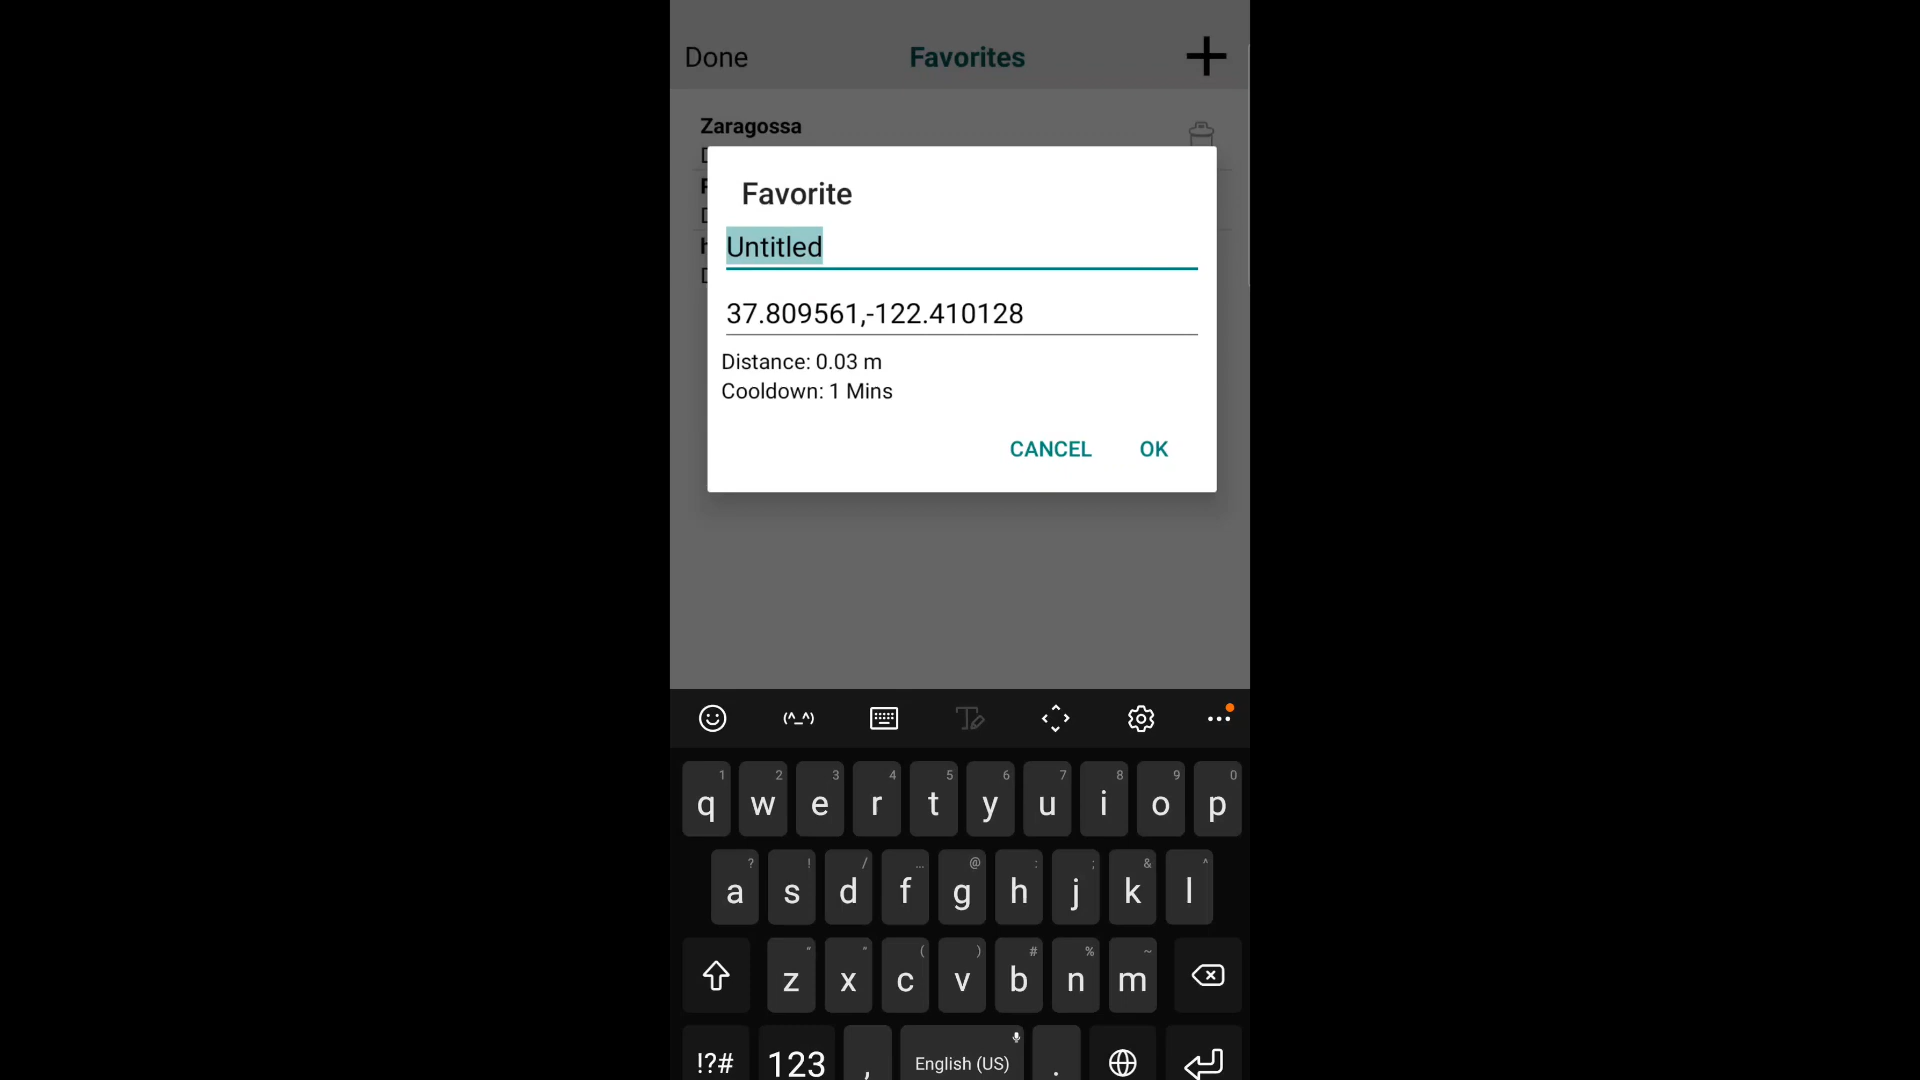 Done Favorites +
Zaragossa
Favorite
Untitled
37.809561,-122.410128
Distance: 0.03 m
Cooldown: 1 Mins
CANCEL OK
(^_^)
1 2 3 4 5 6 7 8 9 0
q w e r t y u i o p
? ! / … @ : ; & ^
a s d f g h j k l
“ ” ( ) # % ~
z x c v b n m
!?# 123 , English (US) .